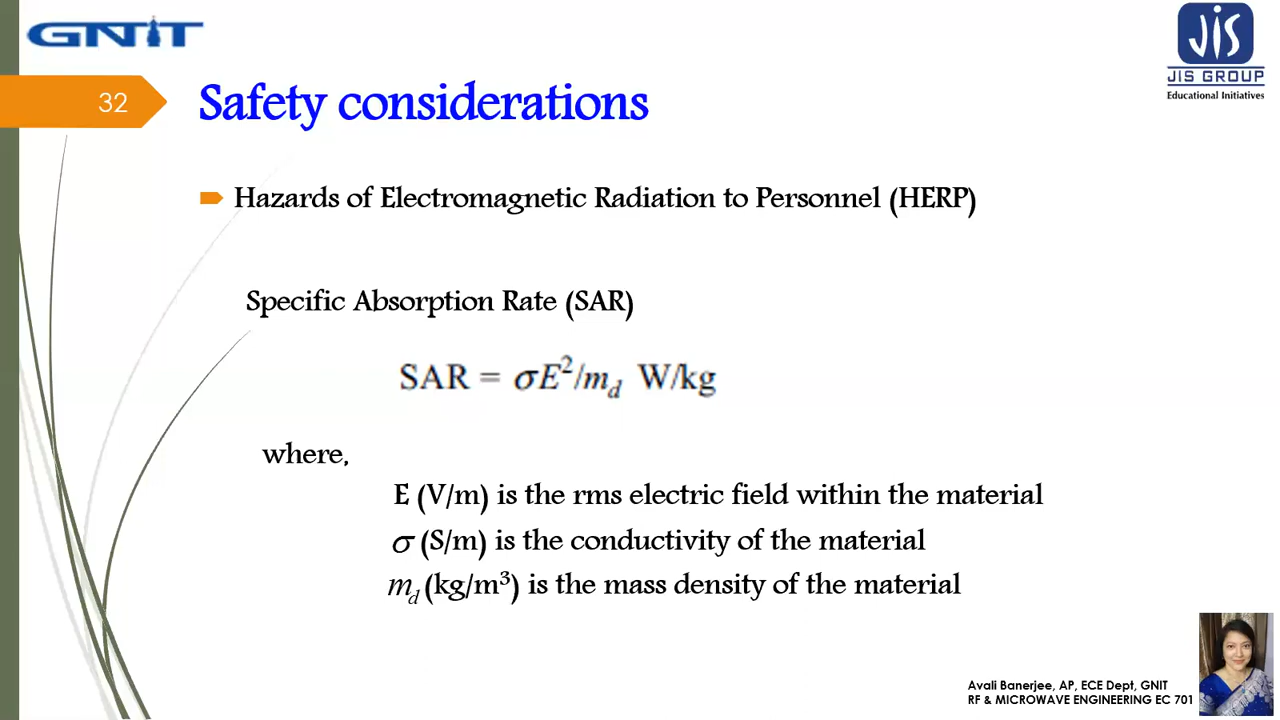 GNIT
JIS
JIS GROUP
Educational Initiatives
32
Safety considerations
Hazards of Electromagnetic Radiation to Personnel (HERP)
Specific Absorption Rate (SAR)
SAR = σE²/m_d W/kg
where,
E (V/m) is the rms electric field within the material
σ (S/m) is the conductivity of the material
m_d (kg/m³) is the mass density of the material
Avali Banerjee, AP, ECE Dept, GNIT
RF & MICROWAVE ENGINEERING EC 701